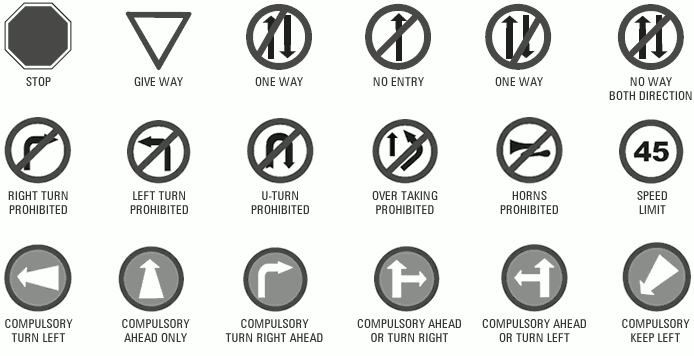 STOP
GIVE WAY
ONE WAY
NO ENTRY
ONE WAY
NO WAY
BOTH DIRECTION
RIGHT TURN
PROHIBITED
LEFT TURN
PROHIBITED
U-TURN
PROHIBITED
OVER TAKING
PROHIBITED
HORNS
PROHIBITED
45
SPEED
LIMIT
COMPULSORY
TURN LEFT
COMPULSORY
AHEAD ONLY
COMPULSORY
TURN RIGHT AHEAD
COMPULSORY AHEAD
OR TURN RIGHT
COMPULSORY AHEAD
OR TURN LEFT
COMPULSORY
KEEP LEFT